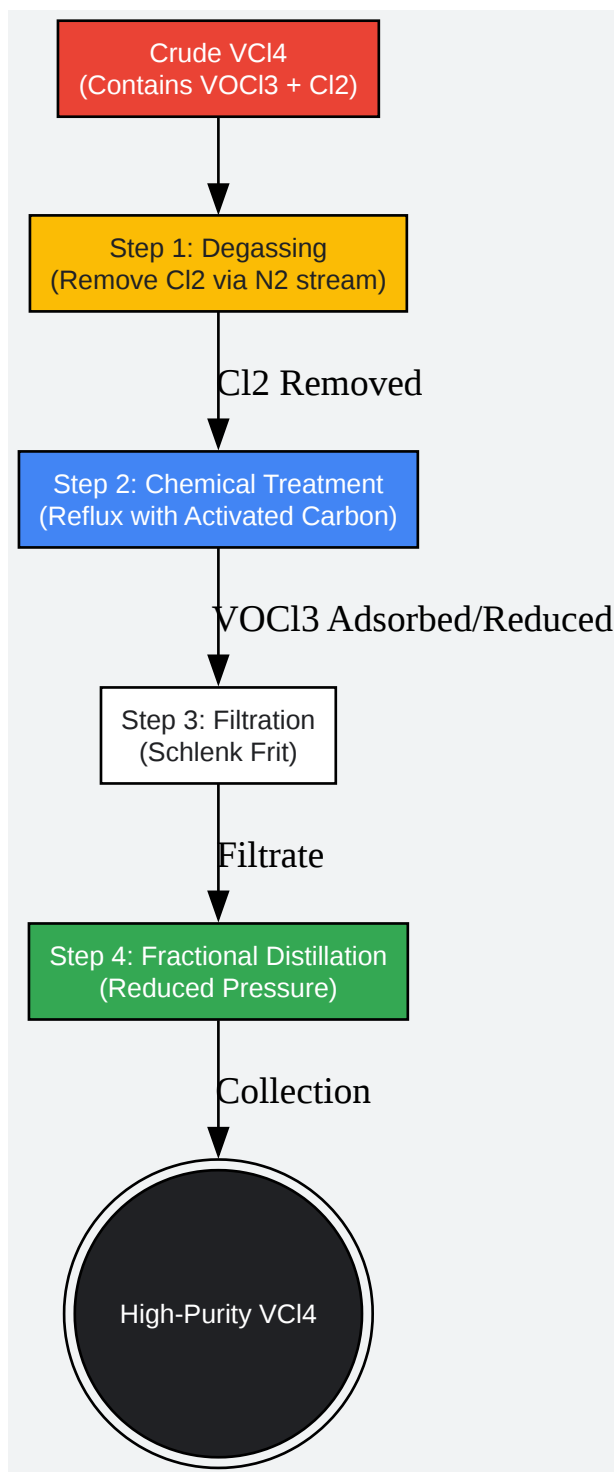 Crude VCl4
(Contains VOCl3 + Cl2)
Step 1: Degassing
(Remove Cl2 via N2 stream)
Cl2 Removed
Step 2: Chemical Treatment
(Reflux with Activated Carbon)
VOCl3 Adsorbed/Reduced
Step 3: Filtration
(Schlenk Frit)
Filtrate
Step 4: Fractional Distillation
(Reduced Pressure)
Collection
High-Purity VCl4